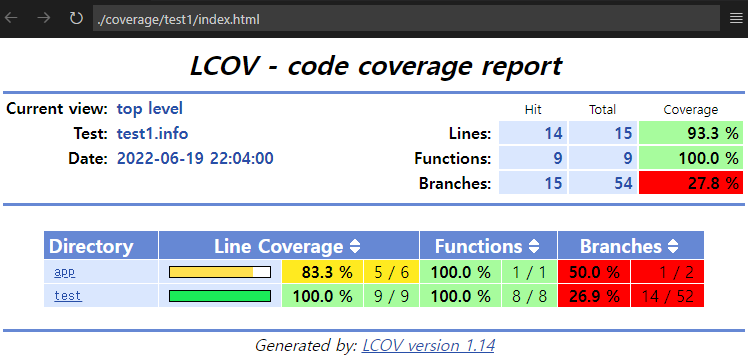 ./coverage/test1/index.html
LCOV - code coverage report
Current view: top level Hit Total Coverage
Test: test1.info Lines: 14 15 93.3 %
Date: 2022-06-19 22:04:00 Functions: 9 9 100.0 %
Branches: 15 54 27.8 %
Directory Line Coverage Functions Branches
app 83.3 % 5 / 6 100.0 % 1 / 1 50.0 % 1 / 2
test 100.0 % 9 / 9 100.0 % 8 / 8 26.9 % 14 / 52
Generated by: LCOV version 1.14